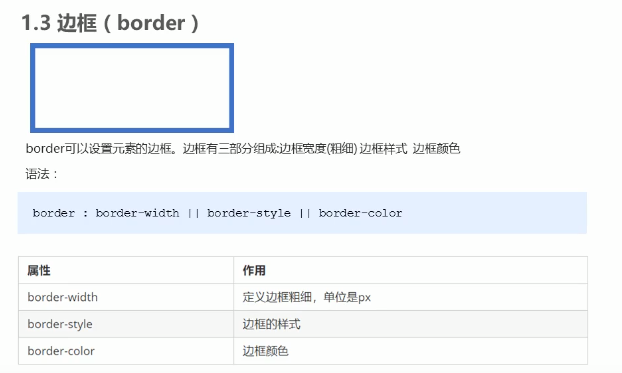 1.3 边框（border）
border可以设置元素的边框。边框有三部分组成:边框宽度(粗细) 边框样式 边框颜色
语法：
border : border-width || border-style || border-color
属性 作用
border-width 定义边框粗细，单位是px
border-style 边框的样式
border-color 边框颜色